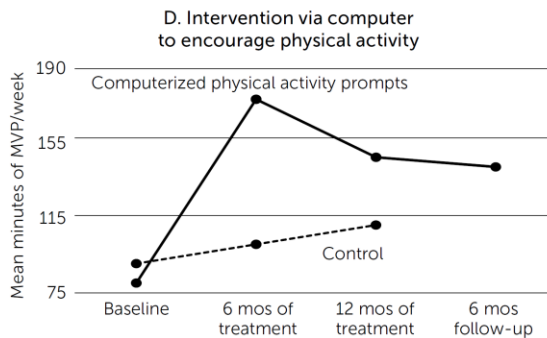 D. Intervention via computer
to encourage physical activity
Mean minutes of MVP/week
190
155
115
75
Computerized physical activity prompts
Control
Baseline
6 mos of
treatment
12 mos of
treatment
6 mos
follow-up